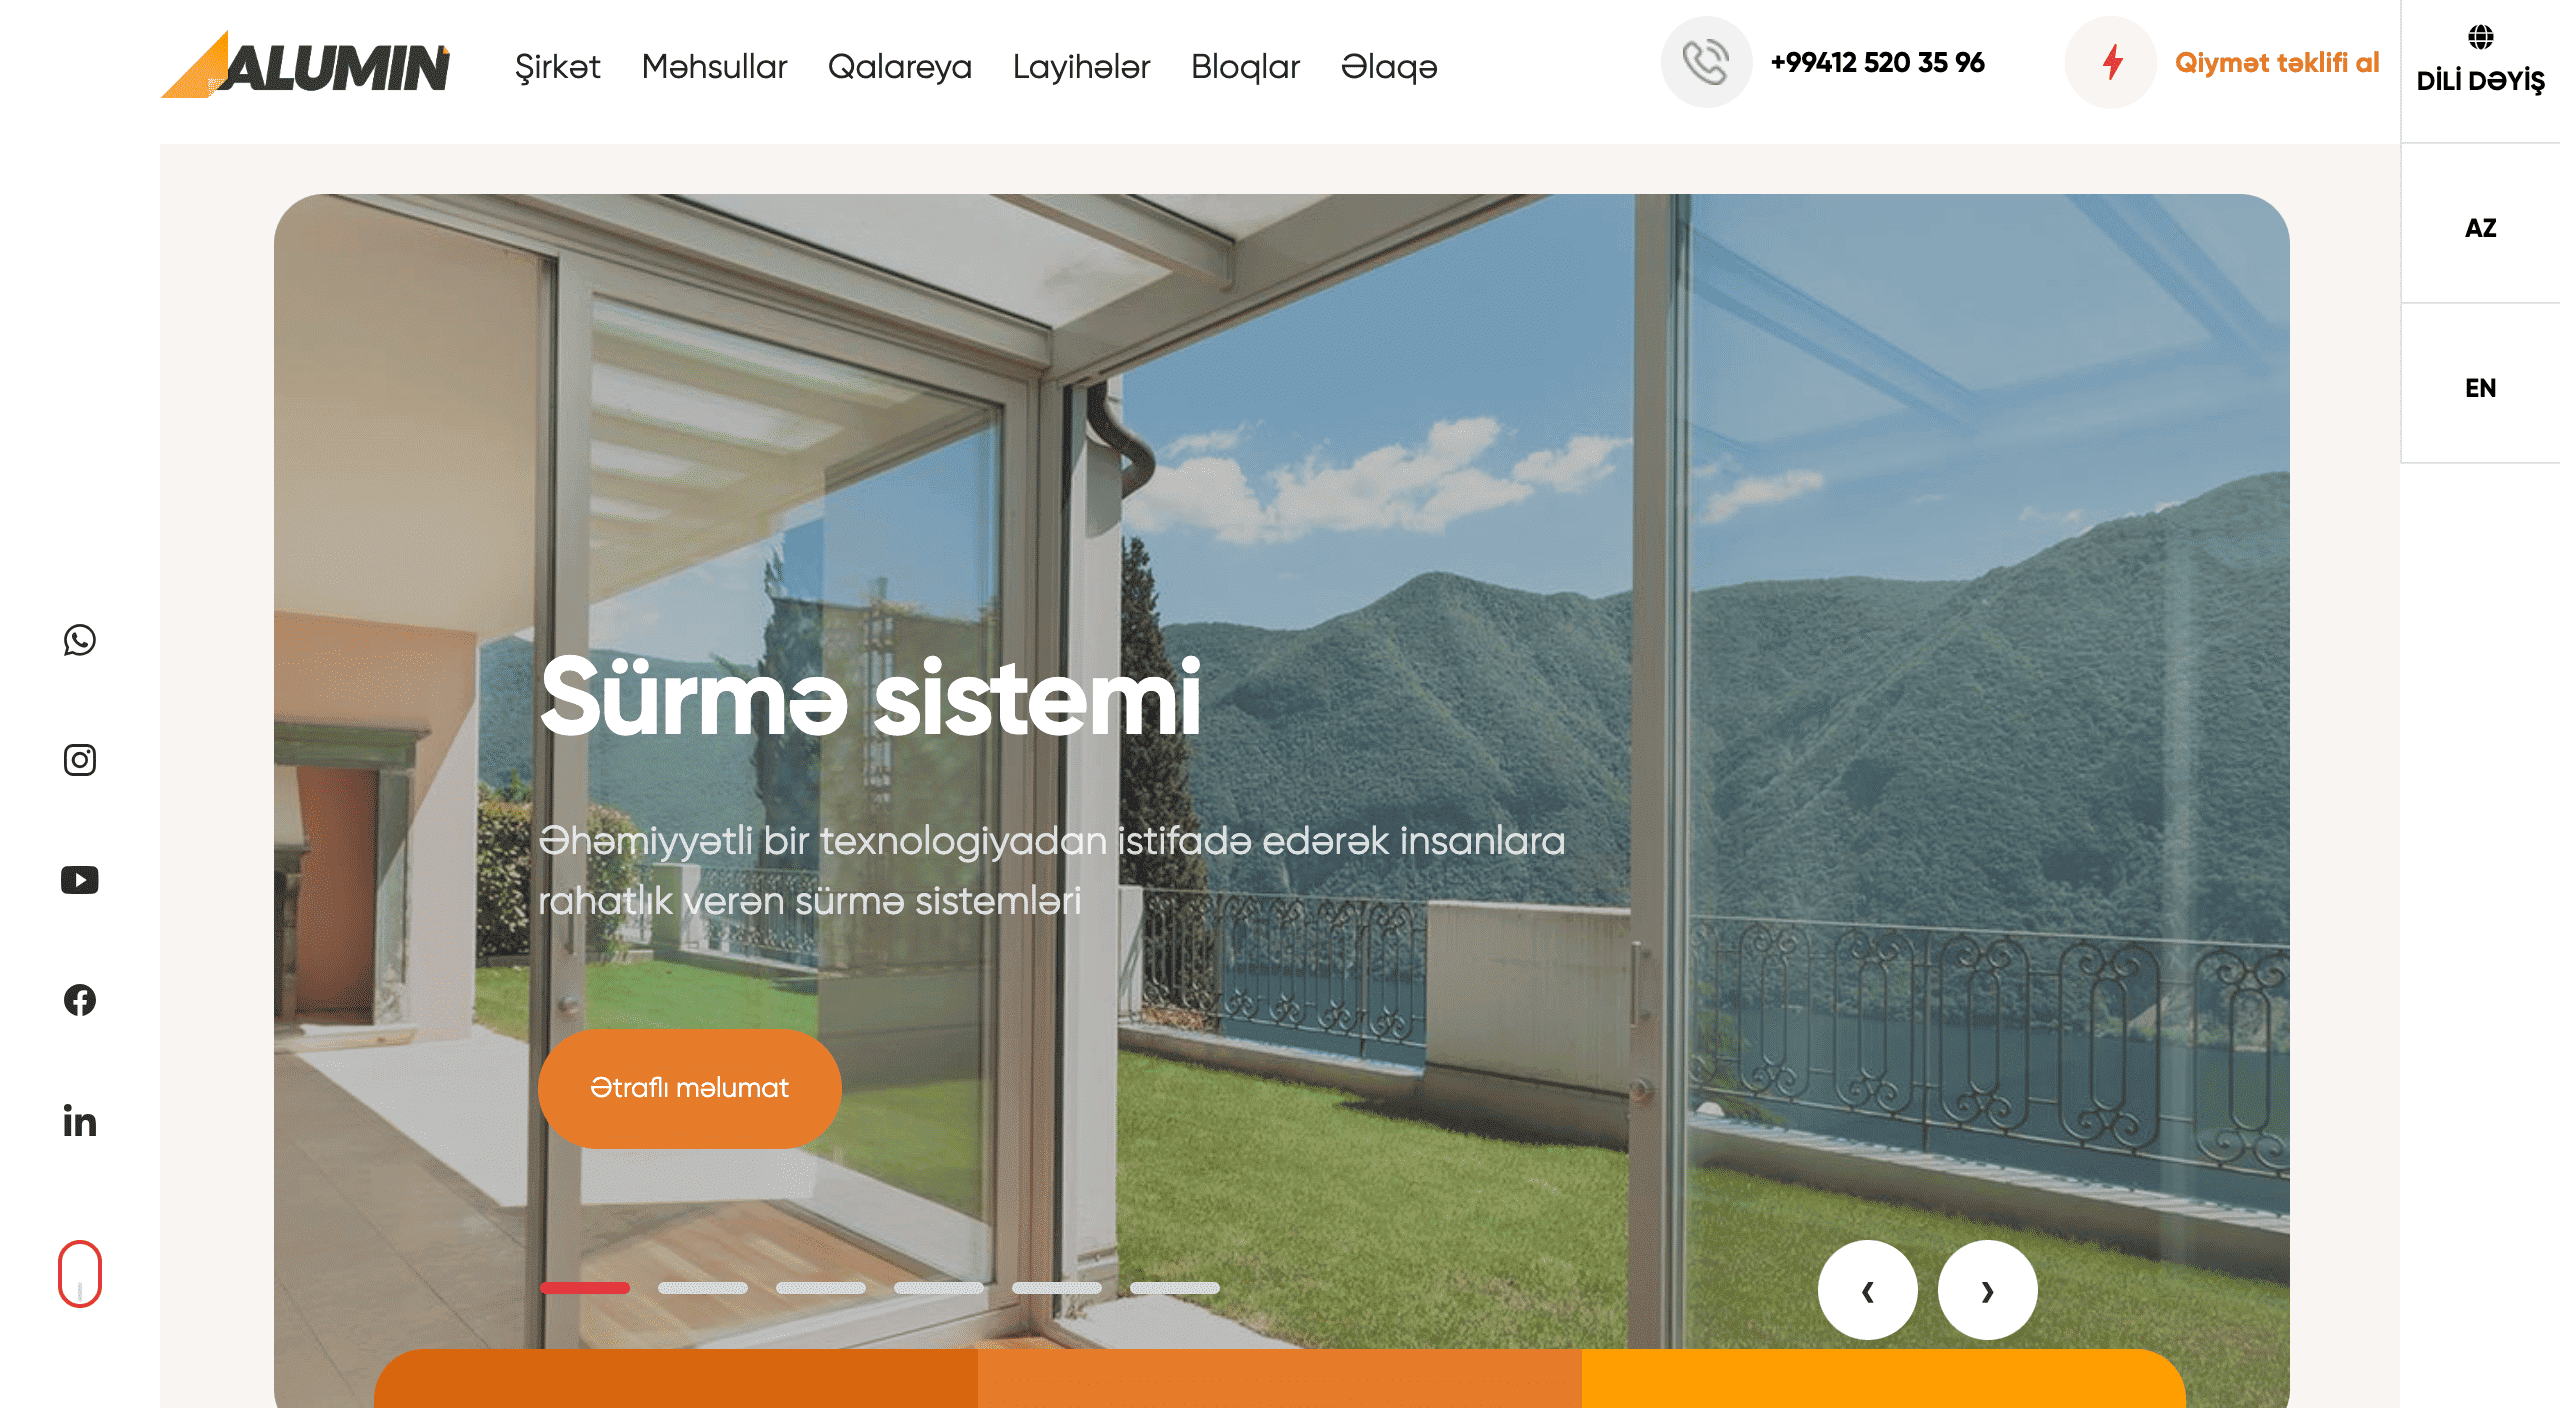 ALUMIN
Şirkət
Məhsullar
Qalareya
Layihələr
Bloqlar
Əlaqə
+99412 520 35 96
Qiymət təklifi al
DİLİ DƏYİŞ
AZ
EN
Sürmə sistemi
Əhəmiyyətli bir texnologiyadan istifadə edərək insanlara
rahatlık verən sürmə sistemləri
Ətraflı məlumat